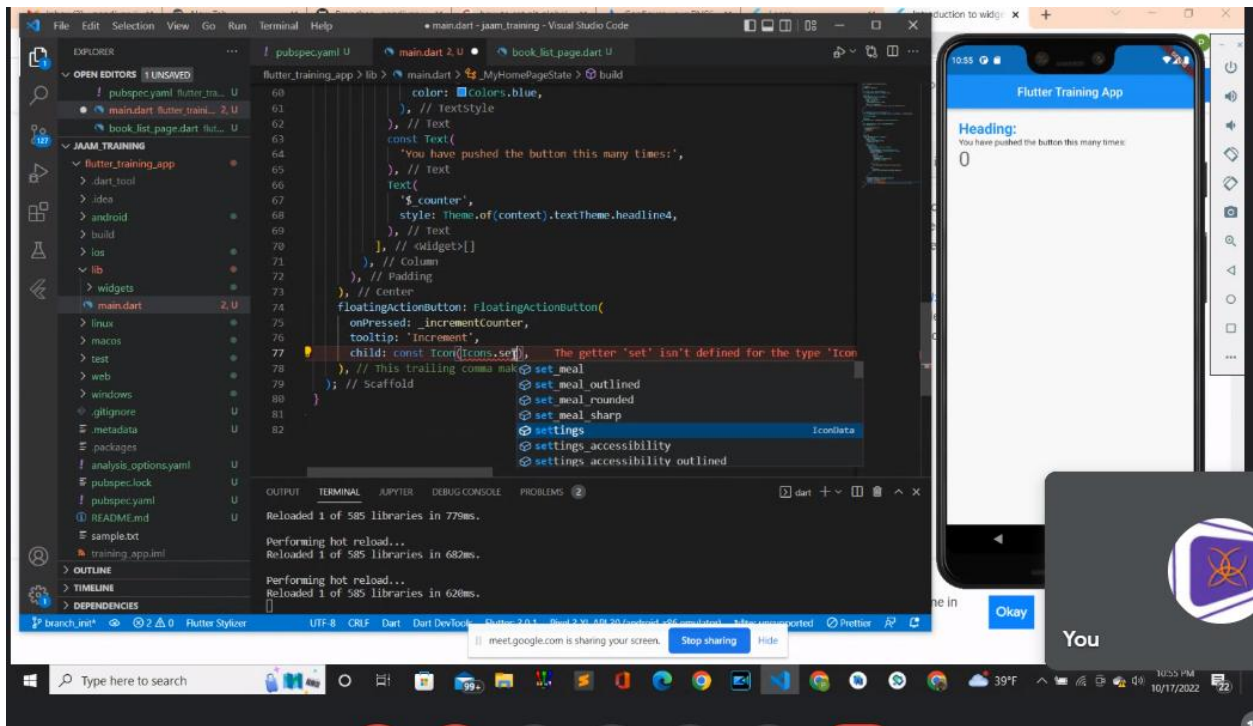 File Edit Selection View Go Run Terminal Help
• main.dart - jaam_training - Visual Studio Code
EXPLORER
OPEN EDITORS 1 UNSAVED
! pubspec.yaml flutter_tra... U
main.dart flutter_traini... 2, U
book_list_page.dart flut... U
JAAM_TRAINING
flutter_training_app
.dart_tool
.idea
android
build
ios
lib
widgets
main.dart 2, U
linux
macos
test
web
windows
.gitignore U
.metadata U
.packages
! analysis_options.yaml U
pubspec.lock U
! pubspec.yaml U
README.md U
sample.txt
training_app.iml
OUTLINE
TIMELINE
DEPENDENCIES
! pubspec.yaml U main.dart 2, U book_list_page.dart U
flutter_training_app > lib > main.dart > _MyHomePageState > build
60 color: Colors.blue,
61 ), // TextStyle
62 ), // Text
63 const Text(
64 'You have pushed the button this many times:',
65 ), // Text
66 Text(
67 '$_counter',
68 style: Theme.of(context).textTheme.headline4,
69 ), // Text
70 ], // <Widget>[]
71 ), // Column
72 ), // Padding
73 ), // Center
74 floatingActionButton: FloatingActionButton(
75 onPressed: _incrementCounter,
76 tooltip: 'Increment',
77 child: const Icon(Icons.set), The getter 'set' isn't defined for the type 'Icon
78 ), // This trailing comma mak
79 ); // Scaffold
80 }
81
82
set_meal
set_meal_outlined
set_meal_rounded
set_meal_sharp
settings IconData
settings_accessibility
settings_accessibility_outlined
OUTPUT TERMINAL JUPYTER DEBUG CONSOLE PROBLEMS 2
dart
Reloaded 1 of 585 libraries in 779ms.
Performing hot reload...
Reloaded 1 of 585 libraries in 682ms.
Performing hot reload...
Reloaded 1 of 585 libraries in 620ms.
branch_init* 2 0 Flutter Stylizer
UTF-8 CRLF Dart Dart DevTools
Prettier
meet.google.com is sharing your screen. Stop sharing Hide
10:55
Flutter Training App
Heading:
You have pushed the button this many times:
0
Okay
You
Type here to search
99+
39°F
10:55 PM
10/17/2022
22